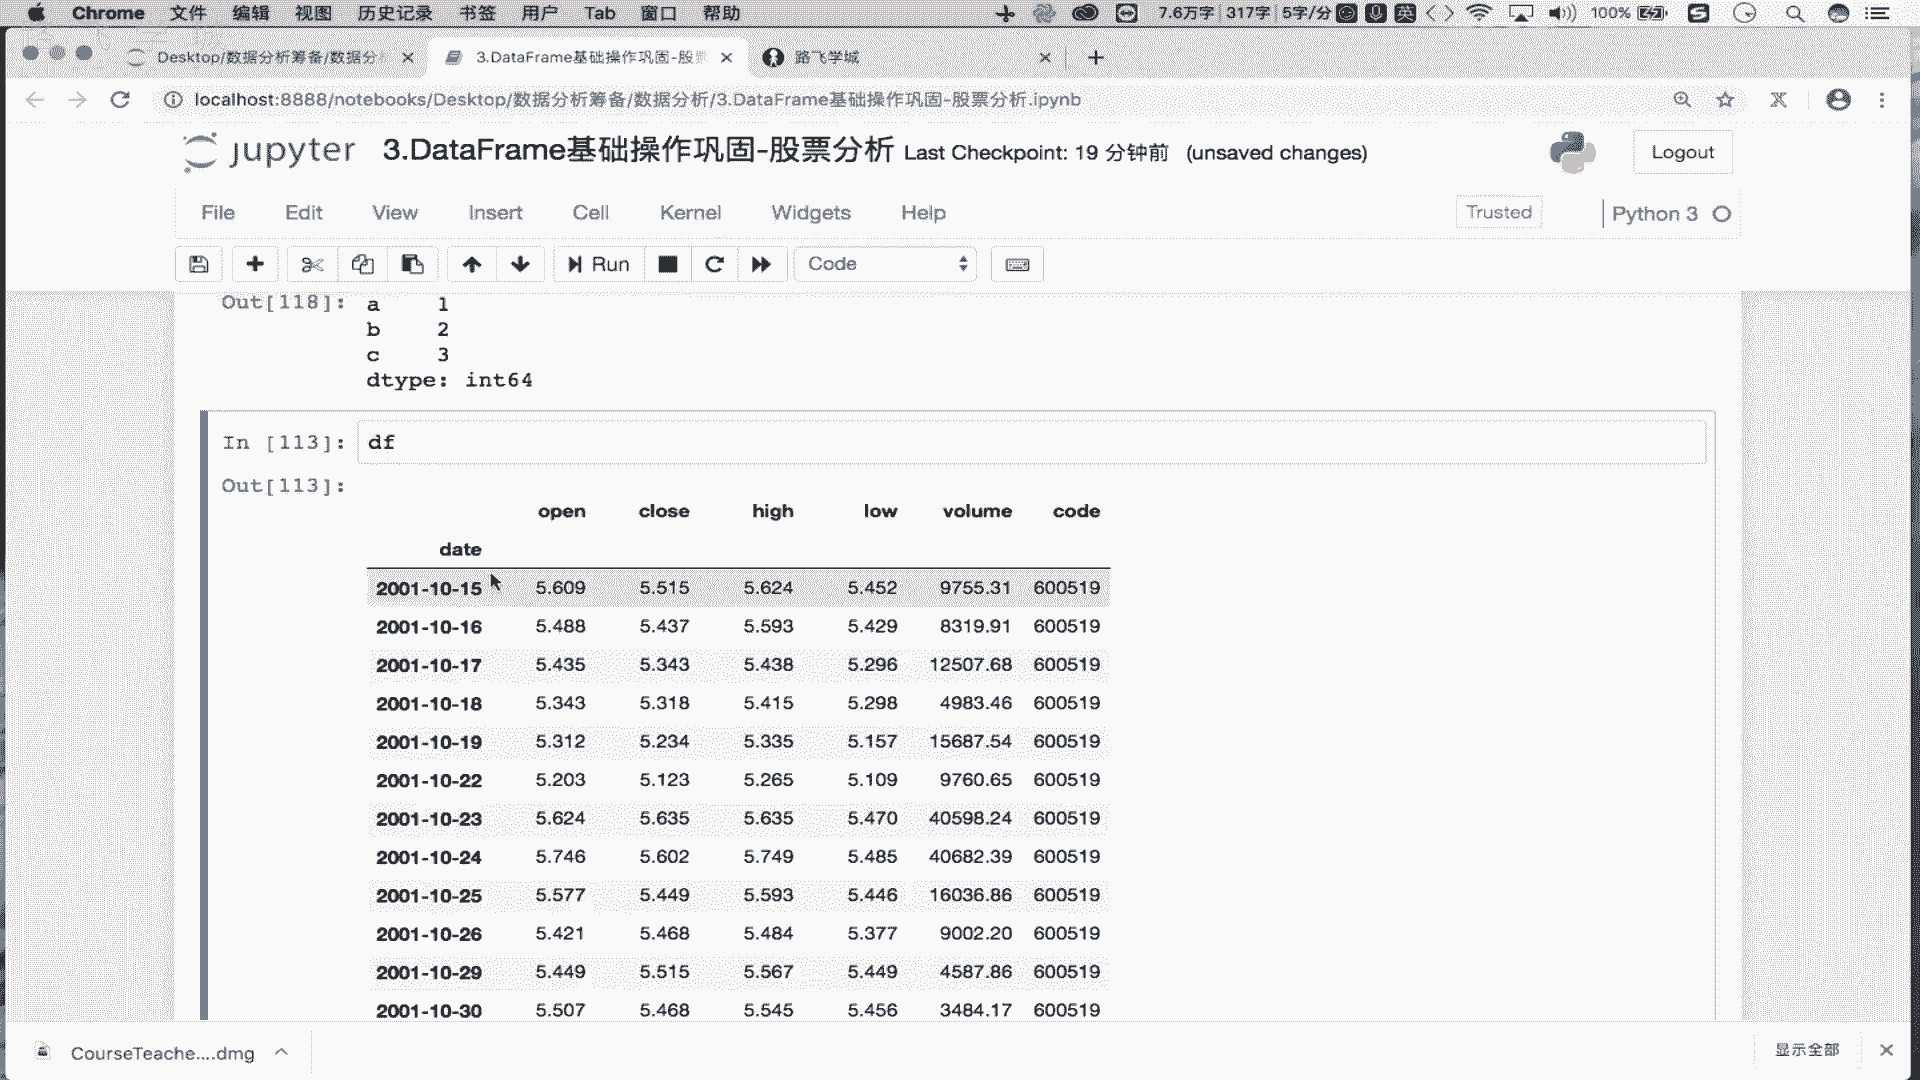 Chrome 文件 编辑 视图 历史记录 书签 用户 Tab 窗口 帮助 7.6万字 317字 5字/分 英 100%
Desktop/数据分析筹备/数据分 3.DataFrame基础操作巩固-股票 路飞学城
localhost:8888/notebooks/Desktop/数据分析筹备/数据分析/3.DataFrame基础操作巩固-股票分析.ipynb
jupyter 3.DataFrame基础操作巩固-股票分析 Last Checkpoint: 19 分钟前 (unsaved changes) Logout
File Edit View Insert Cell Kernel Widgets Help Trusted Python 3
Run Code
Out[118]: a 1
b 2
c 3
dtype: int64
In [113]: df
Out[113]:
open close high low volume code
date
2001-10-15 5.609 5.515 5.624 5.452 9755.31 600519
2001-10-16 5.488 5.437 5.593 5.429 8319.91 600519
2001-10-17 5.435 5.343 5.438 5.296 12507.68 600519
2001-10-18 5.343 5.318 5.415 5.298 4983.46 600519
2001-10-19 5.312 5.234 5.335 5.157 15687.54 600519
2001-10-22 5.203 5.123 5.265 5.109 9760.65 600519
2001-10-23 5.624 5.635 5.635 5.470 40598.24 600519
2001-10-24 5.746 5.602 5.749 5.485 40682.39 600519
2001-10-25 5.577 5.449 5.593 5.446 16036.86 600519
2001-10-26 5.421 5.468 5.484 5.377 9002.20 600519
2001-10-29 5.449 5.515 5.567 5.449 4587.86 600519
2001-10-30 5.507 5.468 5.545 5.456 3484.17 600519
CourseTeache....dmg 显示全部